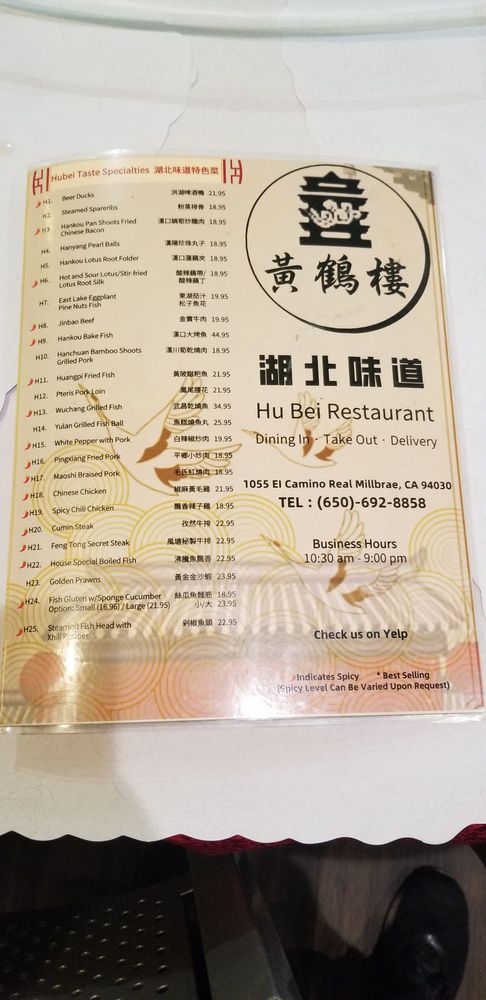 Hubei Taste Specialties 湖北味道特色菜
H1. Beer Ducks 洪湖啤酒鴨 21.95
H2. Steamed Spareribs 粉蒸排骨 18.95
H3. Hankou Pan Shoots Fried 漢口鍋筍炒臘肉 18.95
Chinese Bacon
H4. Hanyang Pearl Balls 漢陽珍珠丸子 18.95
H5. Hankou Lotus Root Folder 漢口蓮藕夾 18.95
H6. Hot and Sour Lotus/Stir-fried 酸辣藕帶/ 18.95
Lotus Root Silk 酸辣藕丁
H7. East Lake Eggplant 東湖茄汁 19.95
Pine Nuts Fish 松子魚花
H8. Jinbao Beef 金寶牛肉 19.95
H9. Hankou Bake Fish 漢口大烤魚 44.95
H10. Hanchuan Bamboo Shoots 漢川筍乾燒肉 18.95
Grilled Pork
H11. Huangpi Fried Fish 黃陂糍粑魚 21.95
H12. Pteris Pork Loin 鳳尾腰花 21.95
H13. Wuchang Grilled Fish 武昌乾燒魚 34.95
H14. Yulan Grilled Fish Ball 魚糕燒魚丸 25.95
H15. White Pepper with Pork 白辣椒炒肉 19.95
H16. Pingxiang Fried Pork 平鄉小炒肉 18.95
H17. Maoshi Braised Pork 毛氏紅燒肉 18.95
H18. Chinese Chicken 椒麻黃毛雞 21.95
H19. Spicy Chili Chicken 飄香辣子雞 18.95
H20. Cumin Steak 孜然牛排 22.95
H21. Feng Tong Secret Steak 風塘秘製牛排 22.95
H22. House Special Boiled Fish 沸騰魚飄香 22.95
H23. Golden Prawns 黃金金沙蝦 23.95
H24. Fish Gluten w/Sponge Cucumber 絲瓜魚麵筋 18.95
Option: Small (16,96) / Large (21.95) 小/大 23.95
H25. Steamed Fish Head with 剁椒魚頭 22.95
Xhili Pepper
黃鶴樓
湖北味道
Hu Bei Restaurant
Dining In · Take Out · Delivery
1055 El Camino Real Millbrae, CA 94030
TEL : (650)-692-8858
Business Hours
10:30 am - 9:00 pm
Check us on Yelp
Indicates Spicy * Best Selling
(Spicy Level Can Be Varied Upon Request)